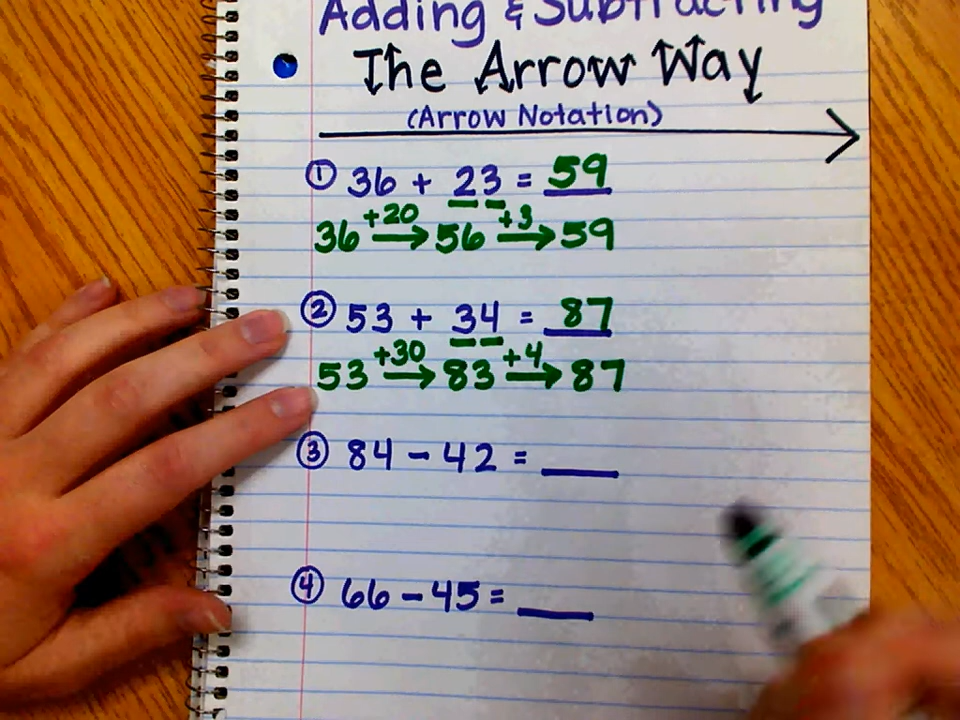 Adding & Subtracting
The Arrow Way
(Arrow Notation)
① 36 + 23 = 59
36 +20→ 56 +3→ 59
② 53 + 34 = 87
53 +30→ 83 +4→ 87
③ 84 - 42 = ___
④ 66 - 45 = ___